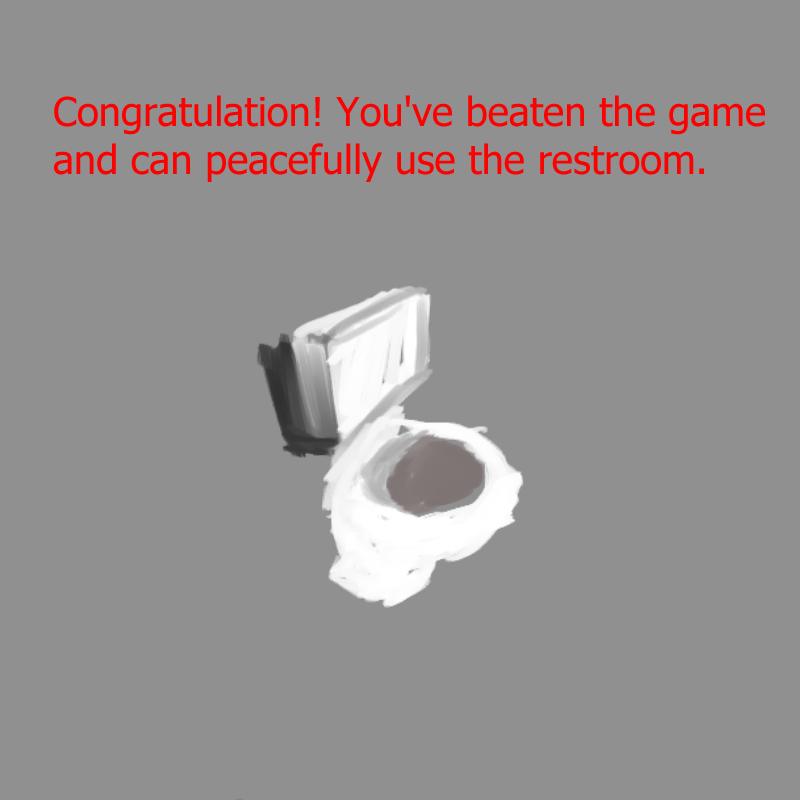 Congratulation! You've beaten the game
and can peacefully use the restroom.